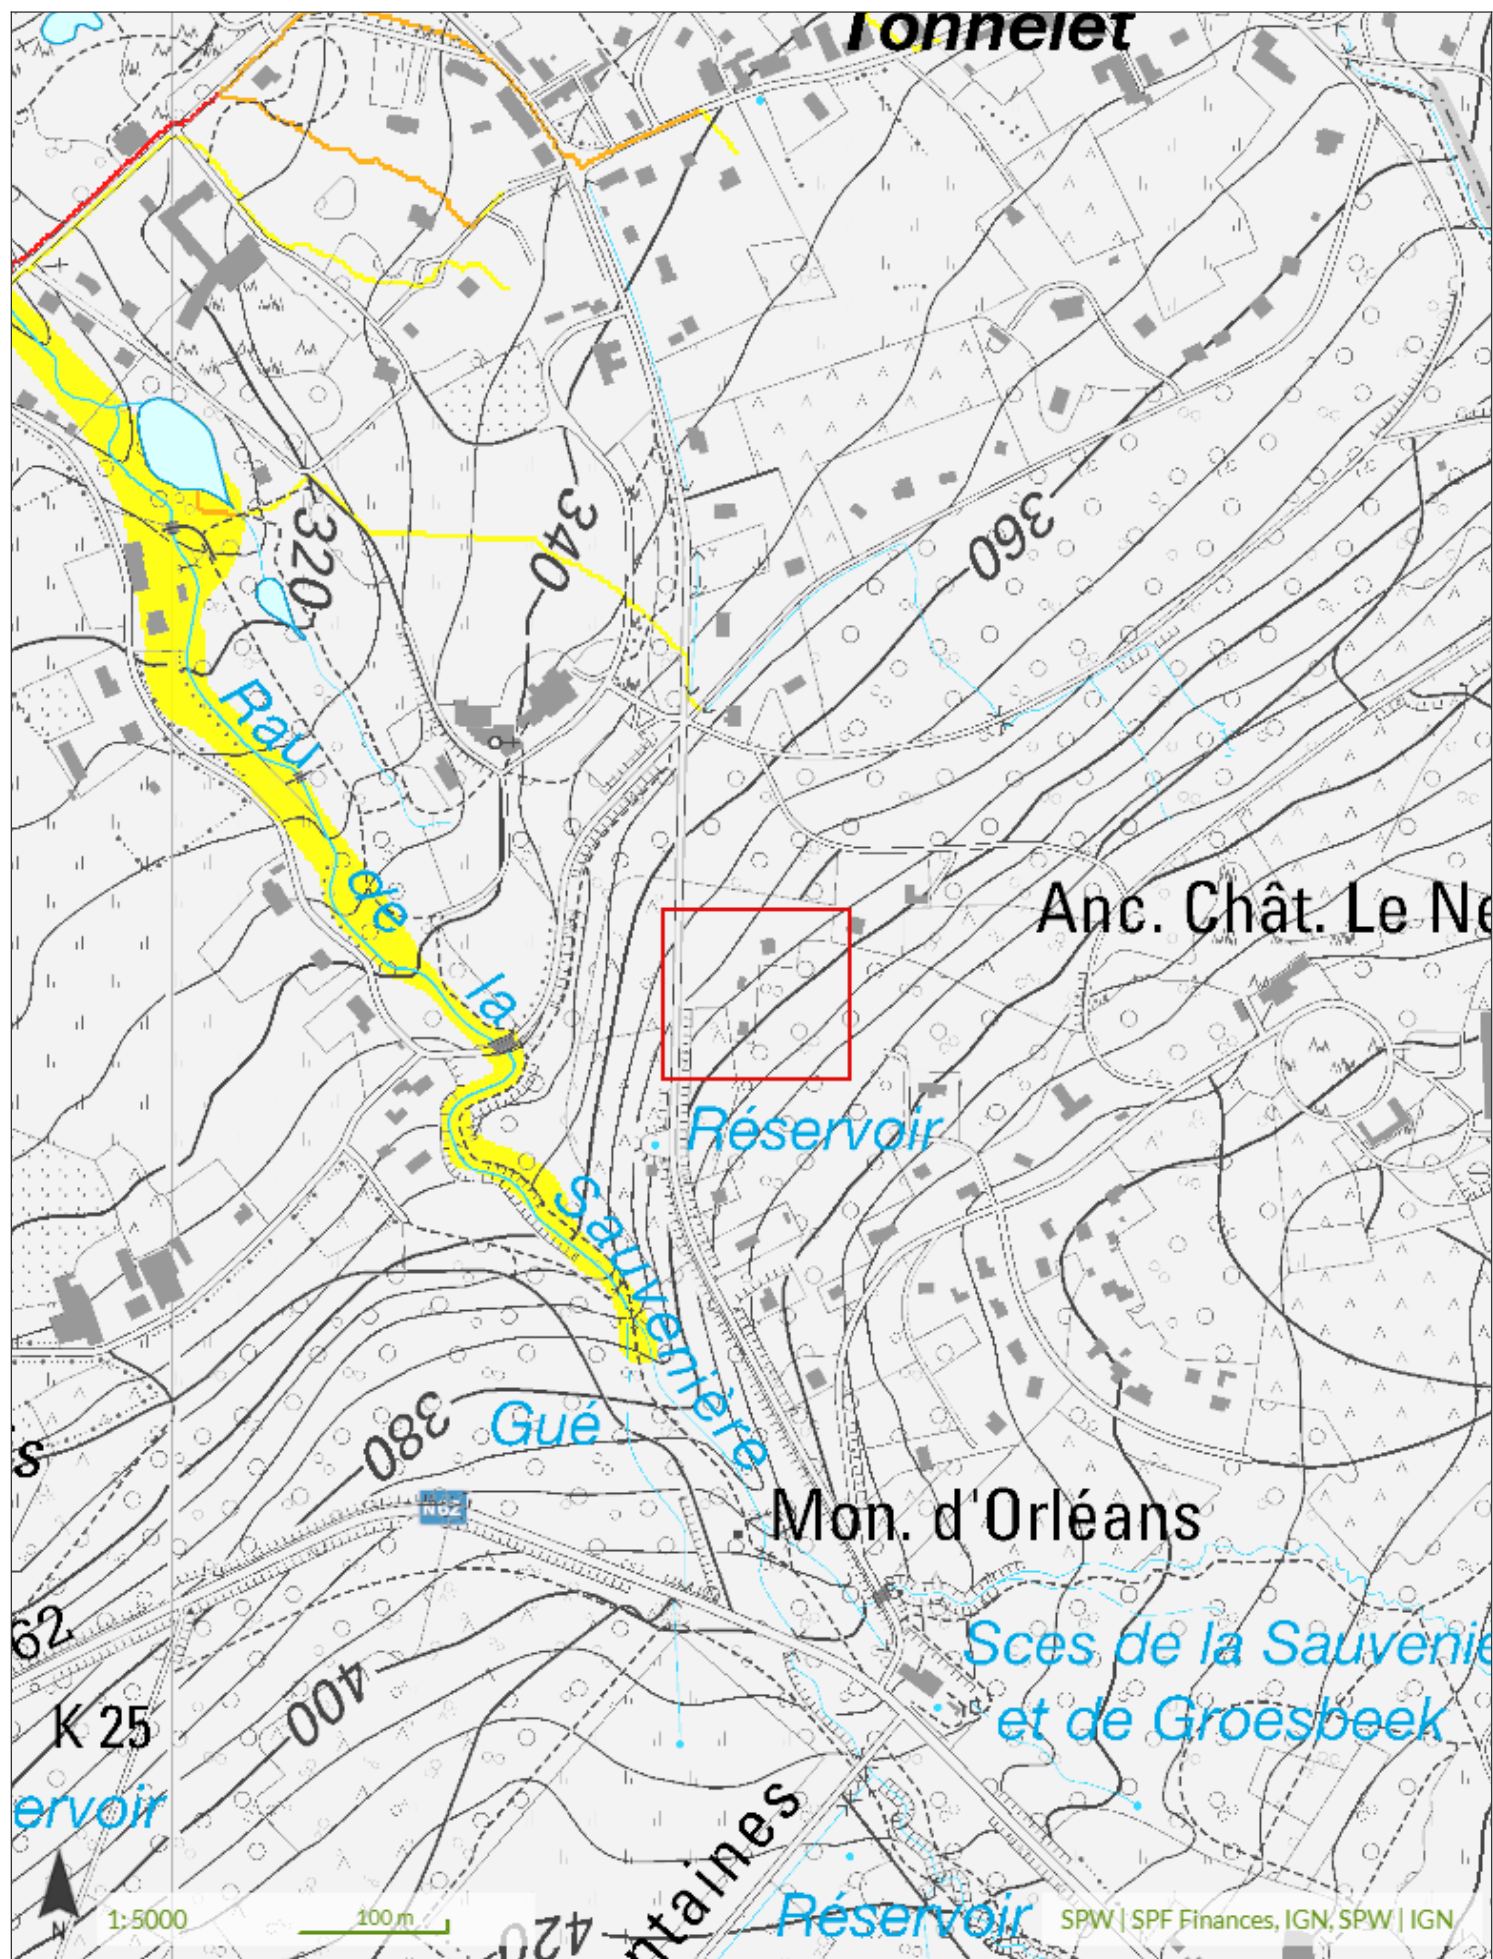 Tonnelet
340
320
360
Rau
de
la
Anc. Chât. Le Ne
Réservoir
Sauvenière
380
Gué
s
N62
Mon. d'Orléans
62
400
Sces de la Sauvenie
et de Groesbeek
K 25
ervoir
ntaines
Réservoir
420
N
1:5000
100 m
SPW | SPF Finances, IGN, SPW | IGN